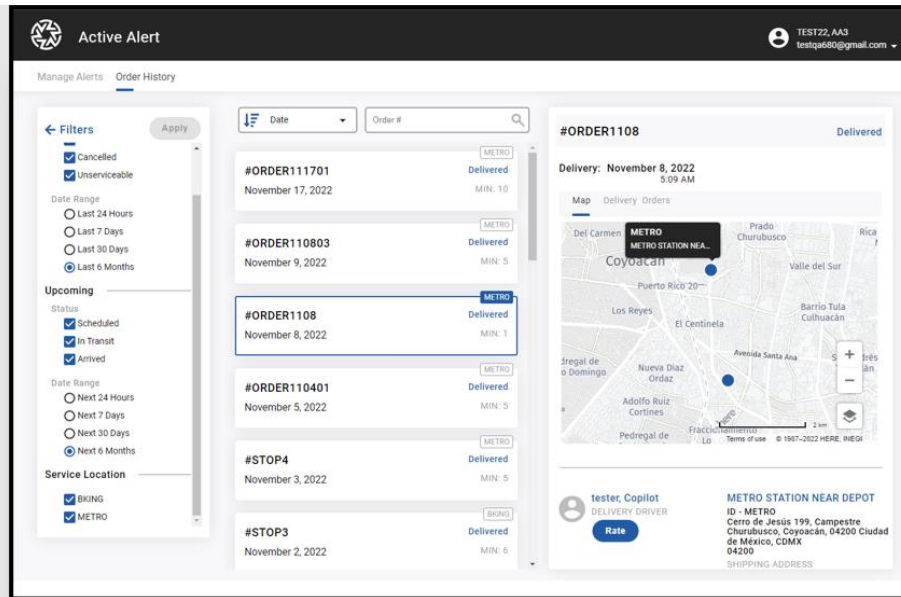 Active Alert
TEST22, AA3
testqa680@gmail.com
Manage Alerts Order History
Filters Apply
Cancelled
Unserviceable
Date Range
Last 24 Hours
Last 7 Days
Last 30 Days
Last 6 Months
Upcoming
Status
Scheduled
In Transit
Arrived
Date Range
Next 24 Hours
Next 7 Days
Next 30 Days
Next 6 Months
Service Location
BKING
METRO
Date Order #
METRO
#ORDER111701 Delivered
November 17, 2022 MIN: 10
METRO
#ORDER110803 Delivered
November 9, 2022 MIN: 5
METRO
#ORDER1108 Delivered
November 8, 2022 MIN: 1
METRO
#ORDER110401 Delivered
November 5, 2022 MIN: 5
METRO
#STOP4 Delivered
November 3, 2022 MIN: 5
BKING
#STOP3 Delivered
November 2, 2022 MIN: 6
#ORDER1108 Delivered
Delivery: November 8, 2022
5:09 AM
Map Delivery Orders
Del Carmen
METRO
METRO STATION NEA...
Prado
Churubusco
Rica
Coyoacán
Valle del Sur
Puerto Rico 20
Los Reyes
El Centinela
Barrio Tula
Culhuacán
Avenida Santa Ana
dregal de
o Domingo
Nueva Díaz
Ordaz
Adolfo Ruiz
Cortines
Pedregal de
Lo
here
2 km
Terms of use © 1987–2022 HERE, INEGI
tester, Copilot
DELIVERY DRIVER
Rate
METRO STATION NEAR DEPOT
ID - METRO
Cerro de Jesús 199, Campestre
Churubusco, Coyoacán, 04200 Ciudad
de México, CDMX
04200
SHIPPING ADDRESS